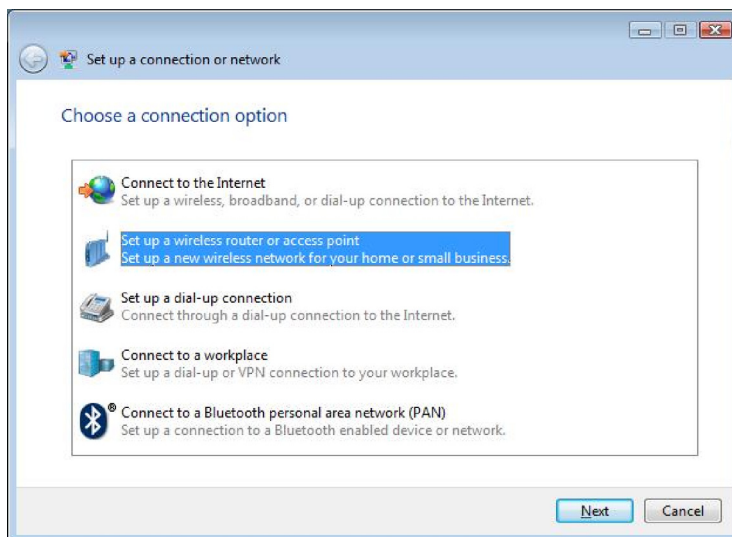 Set up a connection or network
Choose a connection option
Connect to the Internet
Set up a wireless, broadband, or dial-up connection to the Internet.
Set up a wireless router or access point
Set up a new wireless network for your home or small business.
Set up a dial-up connection
Connect through a dial-up connection to the Internet.
Connect to a workplace
Set up a dial-up or VPN connection to your workplace.
® Connect to a Bluetooth personal area network (PAN)
Set up a connection to a Bluetooth enabled device or network.
Next Cancel